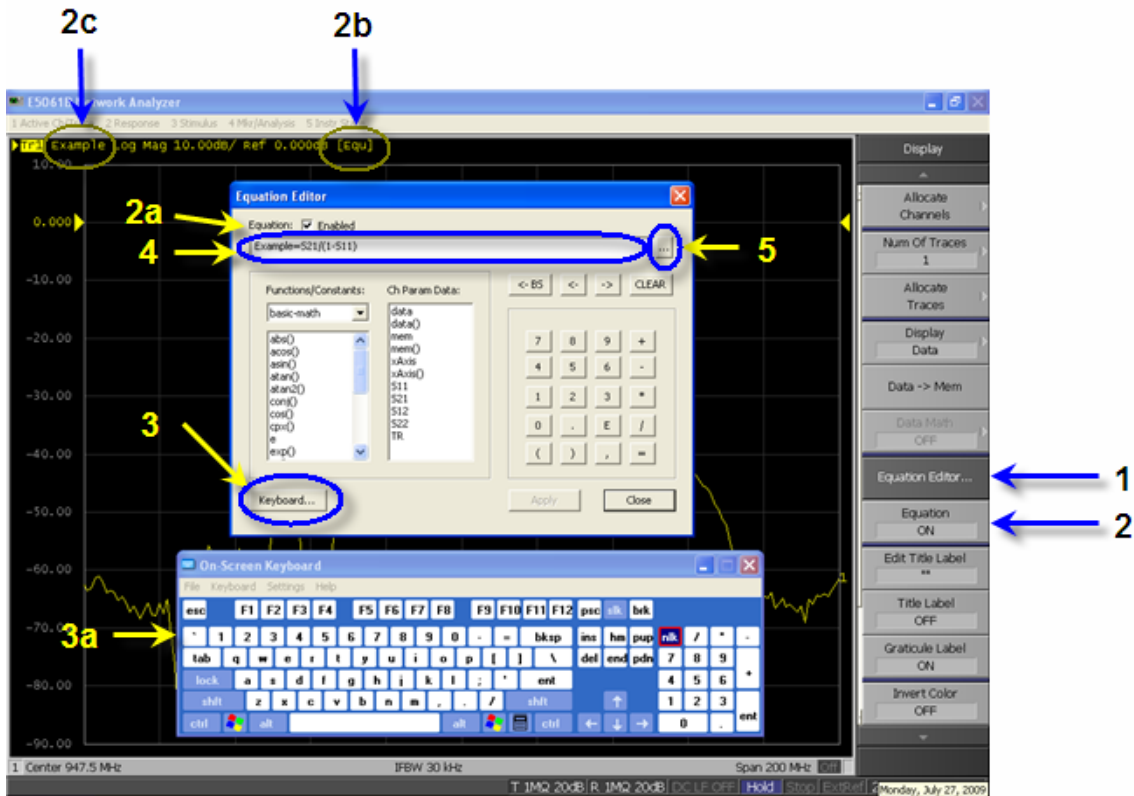 2c 2b
E5061B Network Analyzer
1 Active Ch/Trace 2 Response 3 Stimulus 4 Mkr/Analysis 5 Instr St
Tr1 Example Log Mag 10.00dB/ Ref 0.000dB [Equ]
Display
10.00
Allocate
Channels
Equation Editor
2a
Equation: Enabled
0.000
4
Example=S21/(1-S11)
...
5
Num Of Traces
1
-10.00
Functions/Constants: Ch Param Data:
<- BS <- -> CLEAR
Allocate
Traces
basic-math
data
data()
mem
mem()
xAxis
xAxis()
S11
S21
S12
S22
TR
abs()
acos()
asin()
atan()
atan2()
conj()
cos()
cpx()
e
exp()
7 8 9 +
4 5 6 -
1 2 3 *
0 . E /
( ) , =
-20.00
Display
Data
-30.00
Data -> Mem
Data Math
OFF
3
-40.00
Equation Editor...
1
Keyboard...
Apply Close
-50.00
Equation
ON
2
-60.00
On-Screen Keyboard
File Keyboard Settings Help
Edit Title Label
""
esc F1 F2 F3 F4 F5 F6 F7 F8 F9 F10 F11 F12 psc slk brk
Title Label
OFF
-70.00
3a
` 1 2 3 4 5 6 7 8 9 0 - = bksp ins hm pup nlk / * -
tab q w e r t y u i o p [ ] \ del end pdn 7 8 9 +
Graticule Label
ON
lock a s d f g h j k l ; ' ent 4 5 6
-80.00
shft z x c v b n m , . / shft ↑ 1 2 3 ent
Invert Color
OFF
ctrl alt alt ctrl ← ↓ → 0 .
-90.00
1 Center 947.5 MHz IFBW 30 kHz Span 200 MHz Off
T 1MΩ 20dB R 1MΩ 20dB DC LF OFF Hold Stop ExtRef 2
Monday, July 27, 2009